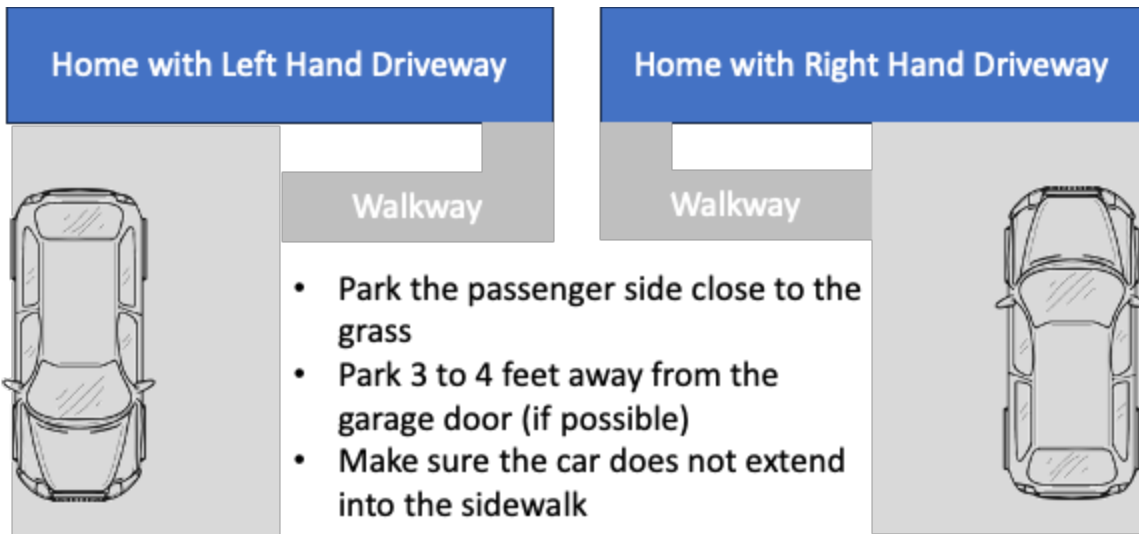 Home with Left Hand Driveway
Home with Right Hand Driveway
Walkway
Walkway
• Park the passenger side close to the
grass
• Park 3 to 4 feet away from the
garage door (if possible)
• Make sure the car does not extend
into the sidewalk